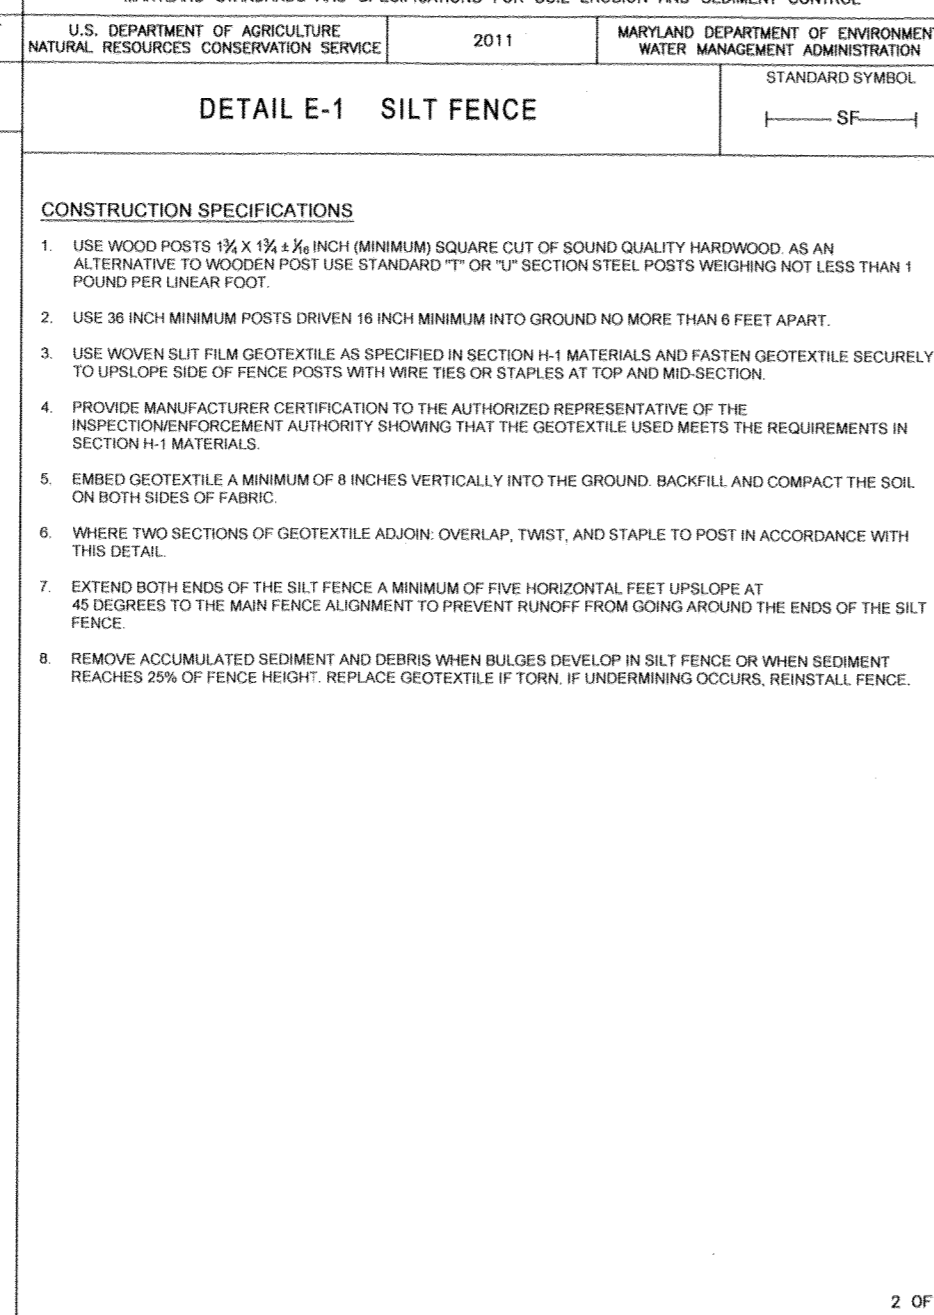 MARYLAND STANDARDS AND SPECIFICATIONS FOR SOIL EROSION AND SEDIMENT CONTROL
U.S. DEPARTMENT OF AGRICULTURE
NATURAL RESOURCES CONSERVATION SERVICE
2011
MARYLAND DEPARTMENT OF ENVIRONMENT
WATER MANAGEMENT ADMINISTRATION
DETAIL E-1 SILT FENCE
STANDARD SYMBOL
SF
CONSTRUCTION SPECIFICATIONS
1. USE WOOD POSTS 1¾ X 1¾ ± 1/16 INCH (MINIMUM) SQUARE CUT OF SOUND QUALITY HARDWOOD. AS AN
ALTERNATIVE TO WOODEN POST USE STANDARD "T" OR "U" SECTION STEEL POSTS WEIGHING NOT LESS THAN 1
POUND PER LINEAR FOOT.
2. USE 36 INCH MINIMUM POSTS DRIVEN 16 INCH MINIMUM INTO GROUND NO MORE THAN 6 FEET APART.
3. USE WOVEN SLIT FILM GEOTEXTILE AS SPECIFIED IN SECTION H-1 MATERIALS AND FASTEN GEOTEXTILE SECURELY
TO UPSLOPE SIDE OF FENCE POSTS WITH WIRE TIES OR STAPLES AT TOP AND MID-SECTION.
4. PROVIDE MANUFACTURER CERTIFICATION TO THE AUTHORIZED REPRESENTATIVE OF THE
INSPECTION/ENFORCEMENT AUTHORITY SHOWING THAT THE GEOTEXTILE USED MEETS THE REQUIREMENTS IN
SECTION H-1 MATERIALS.
5. EMBED GEOTEXTILE A MINIMUM OF 8 INCHES VERTICALLY INTO THE GROUND. BACKFILL AND COMPACT THE SOIL
ON BOTH SIDES OF FABRIC.
6. WHERE TWO SECTIONS OF GEOTEXTILE ADJOIN: OVERLAP, TWIST, AND STAPLE TO POST IN ACCORDANCE WITH
THIS DETAIL.
7. EXTEND BOTH ENDS OF THE SILT FENCE A MINIMUM OF FIVE HORIZONTAL FEET UPSLOPE AT
45 DEGREES TO THE MAIN FENCE ALIGNMENT TO PREVENT RUNOFF FROM GOING AROUND THE ENDS OF THE SILT
FENCE.
8. REMOVE ACCUMULATED SEDIMENT AND DEBRIS WHEN BULGES DEVELOP IN SILT FENCE OR WHEN SEDIMENT
REACHES 25% OF FENCE HEIGHT. REPLACE GEOTEXTILE IF TORN. IF UNDERMINING OCCURS, REINSTALL FENCE.
2 OF